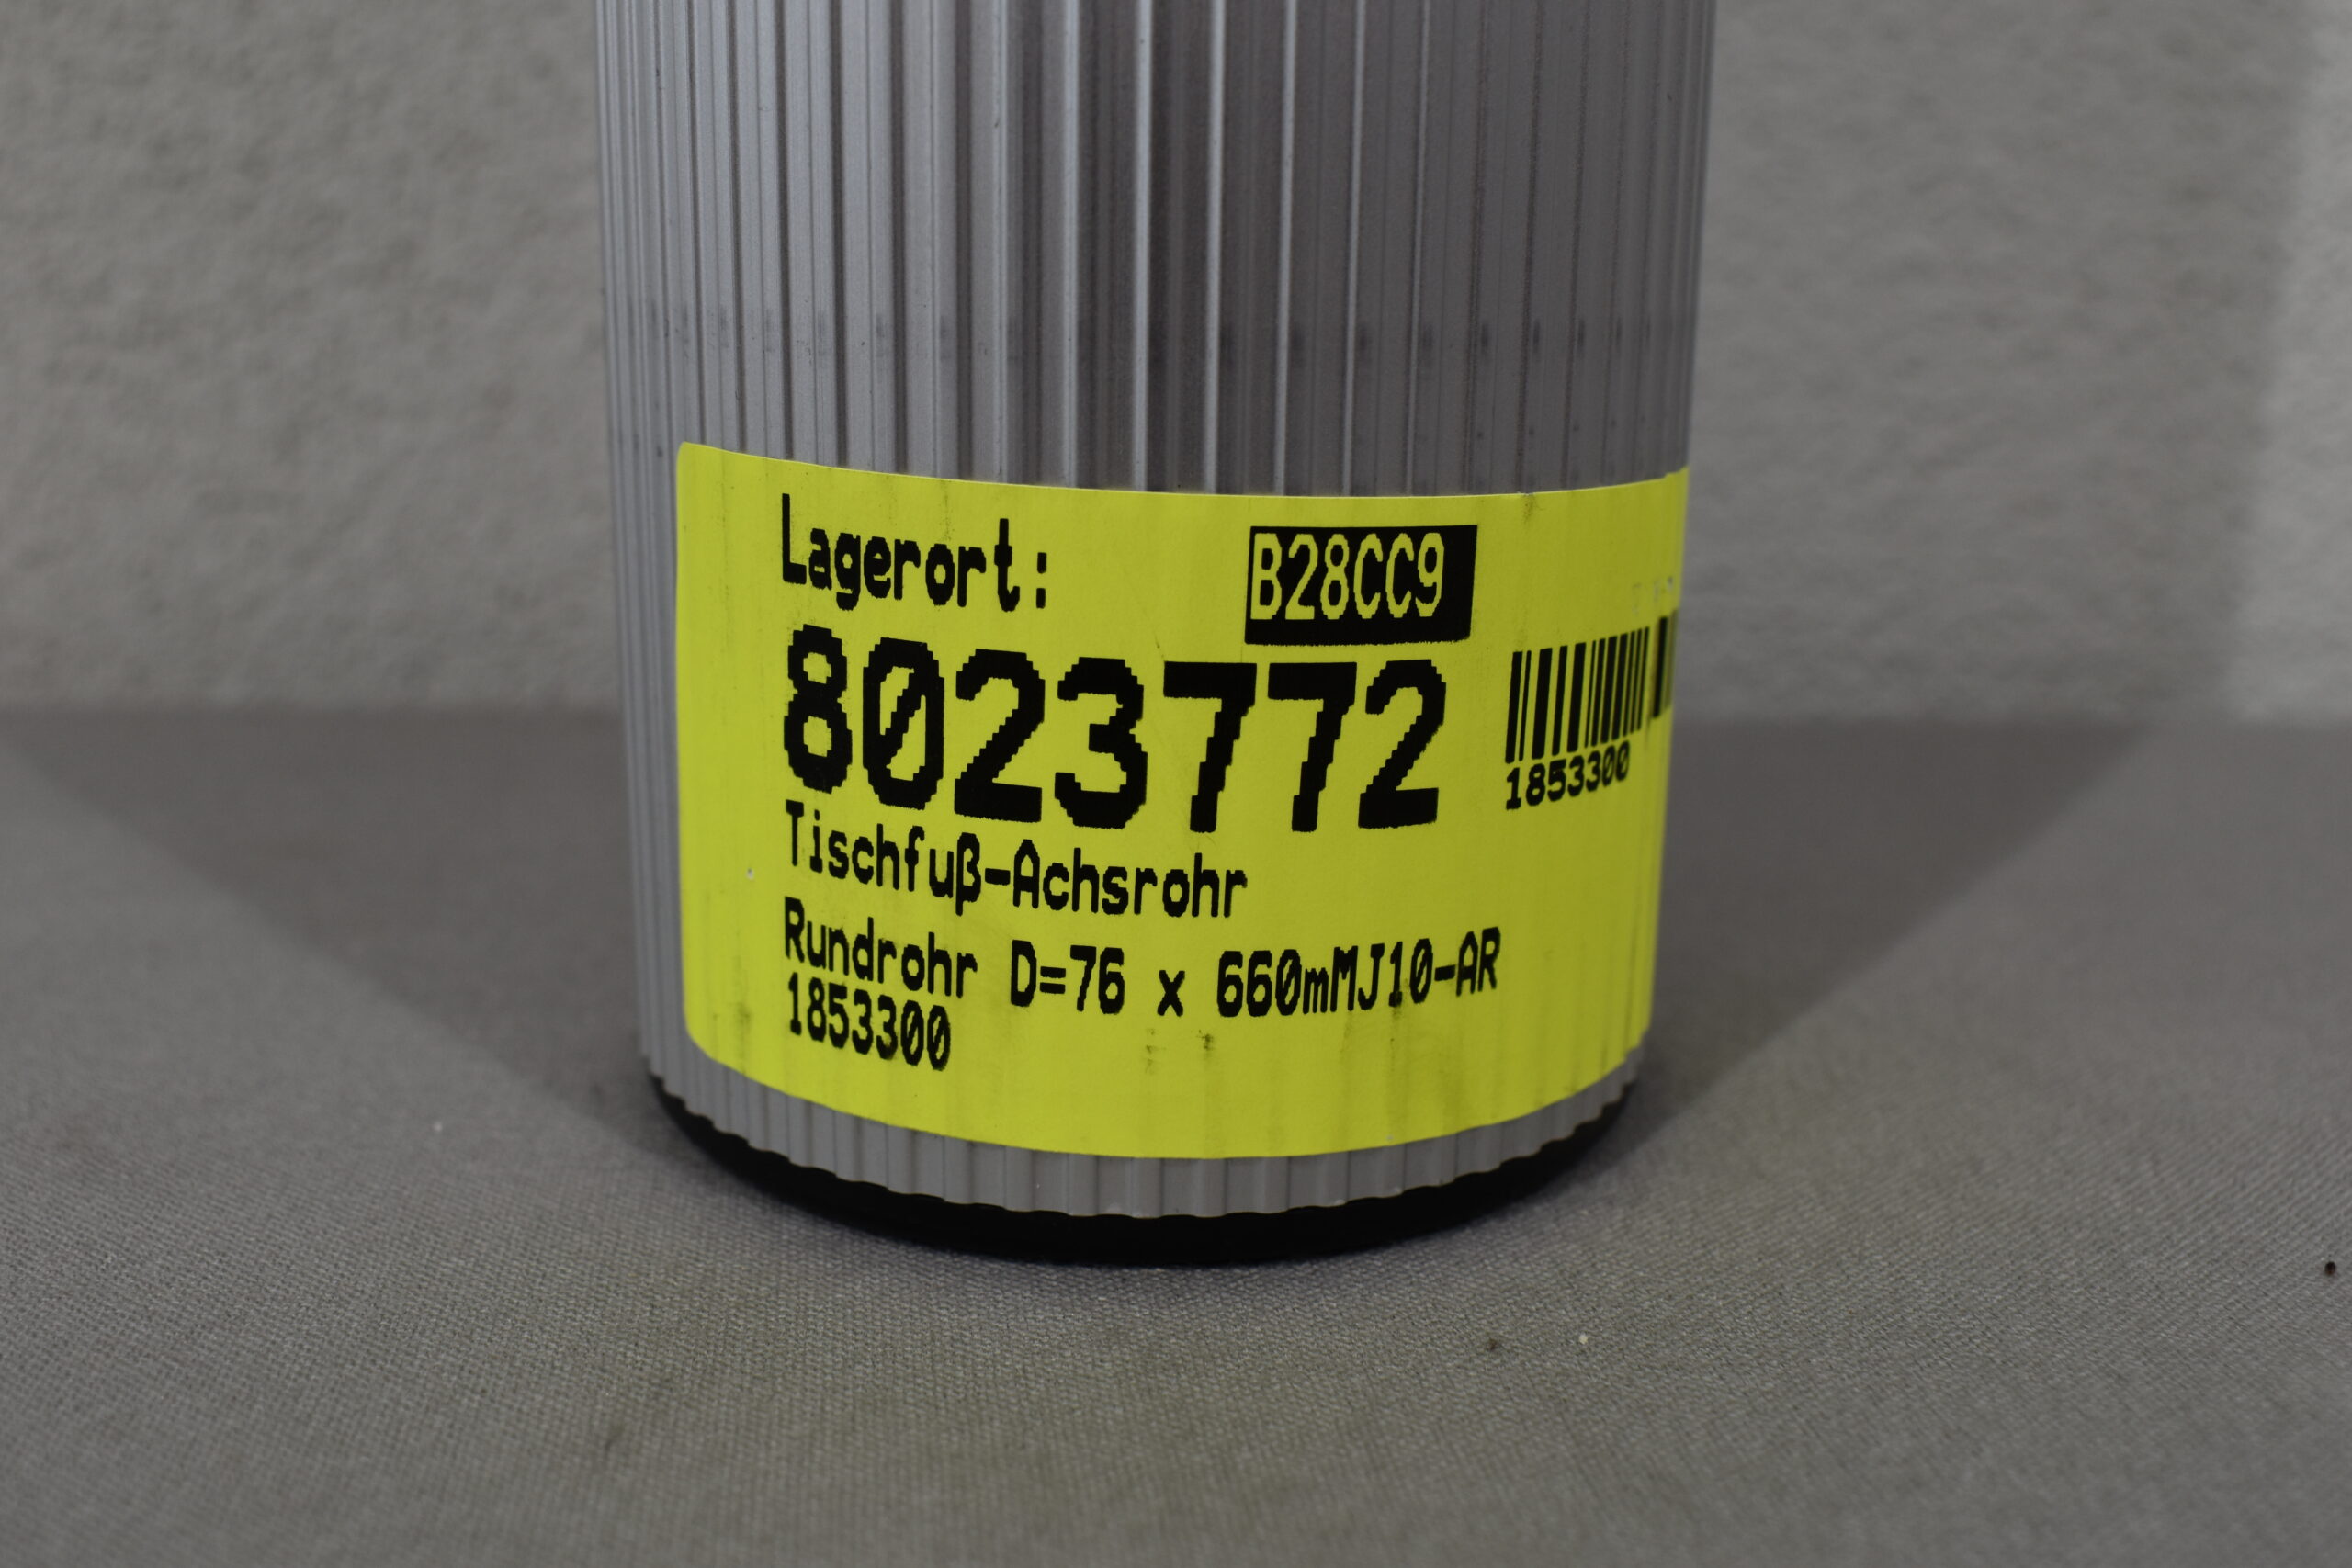 Lagerort: B28CC9
8023772
1853300
Tischfuß-Achsrohr
Rundrohr D=76 x 660mMJ10-AR
1853300